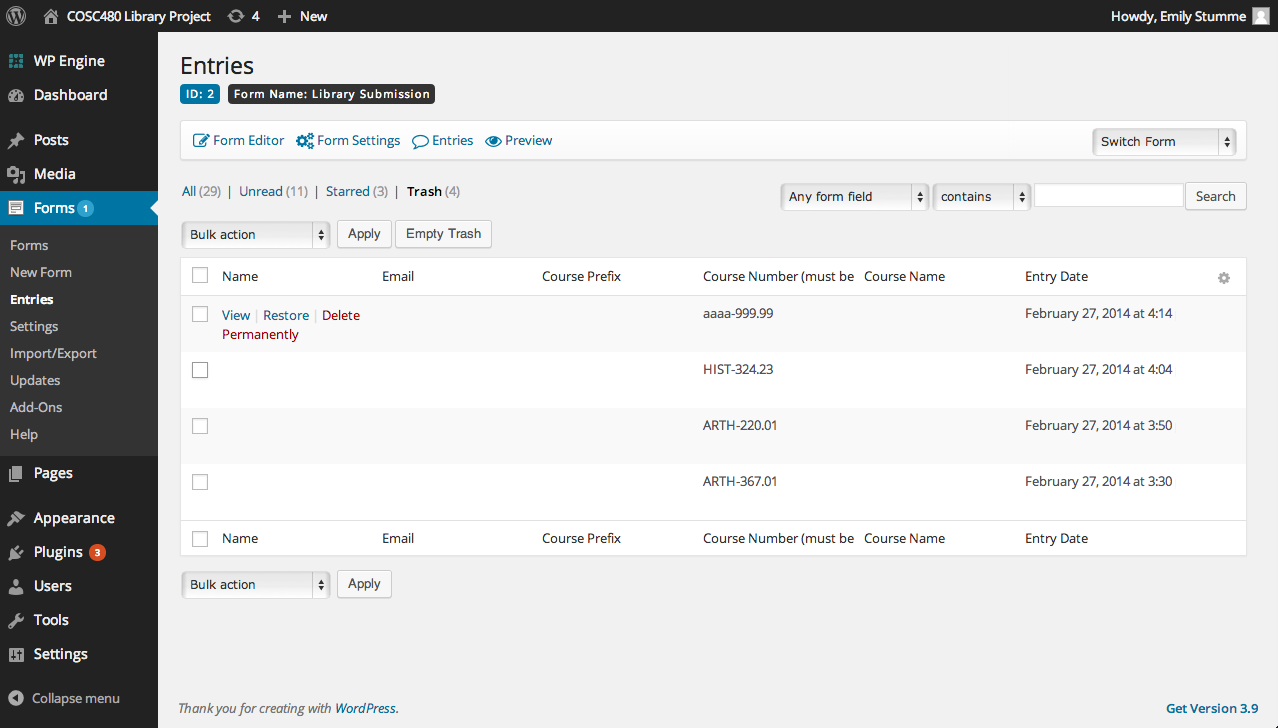 COSC480 Library Project 4 New Howdy, Emily Stumme
WP Engine
Dashboard
Posts
Media
Forms 1
Forms
New Form
Entries
Settings
Import/Export
Updates
Add-Ons
Help
Pages
Appearance
Plugins 3
Users
Tools
Settings
Collapse menu
Entries
ID: 2 Form Name: Library Submission
Form Editor Form Settings Entries Preview Switch Form
All (29) | Unread (11) | Starred (3) | Trash (4) Any form field contains Search
Bulk action Apply Empty Trash
Name Email Course Prefix Course Number (must be Course Name Entry Date
View | Restore | Delete aaaa-999.99 February 27, 2014 at 4:14
Permanently
HIST-324.23 February 27, 2014 at 4:04
ARTH-220.01 February 27, 2014 at 3:50
ARTH-367.01 February 27, 2014 at 3:30
Name Email Course Prefix Course Number (must be Course Name Entry Date
Bulk action Apply
Thank you for creating with WordPress. Get Version 3.9